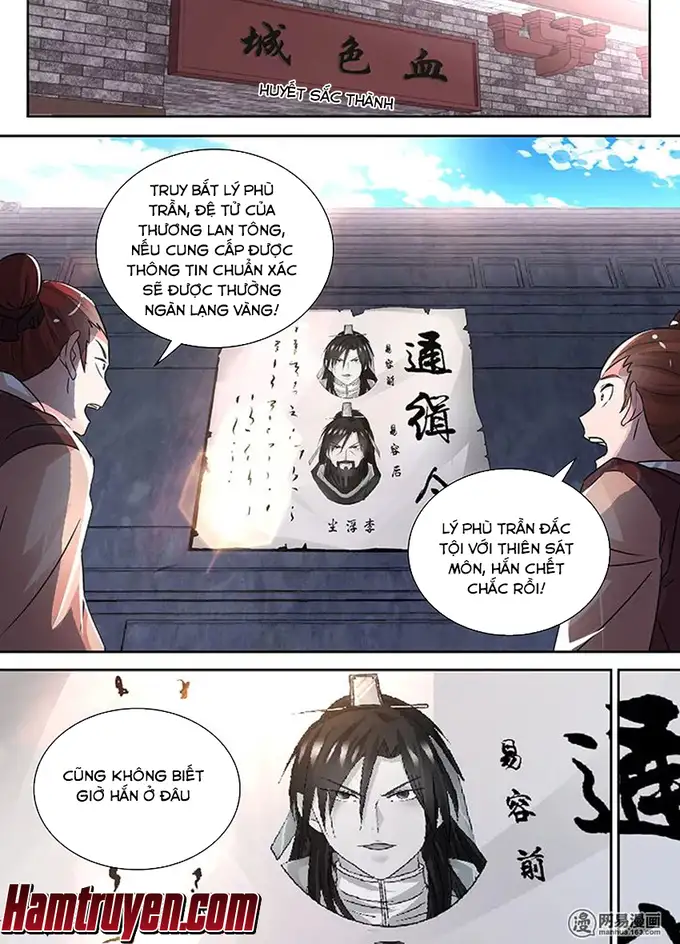 城色血
HUYẾT SẮC THÀNH
TRUY BẮT LÝ PHÙ
TRẦN, ĐỆ TỬ CỦA
THƯƠNG LAN TÔNG,
NẾU CUNG CẤP ĐƯỢC
THÔNG TIN CHUẨN XÁC
SẼ ĐƯỢC THƯỞNG
NGÀN LẠNG VÀNG!
通缉令
易容前
易容后
尘浮李
LÝ PHÙ TRẦN ĐẮC
TỘI VỚI THIÊN SÁT
MÔN, HẮN CHẾT
CHẮC RỒI!
CŨNG KHÔNG BIẾT
GIỜ HẮN Ở ĐÂU
易容前
通
Hamtruyen.com
网易漫画
manhua.163.com